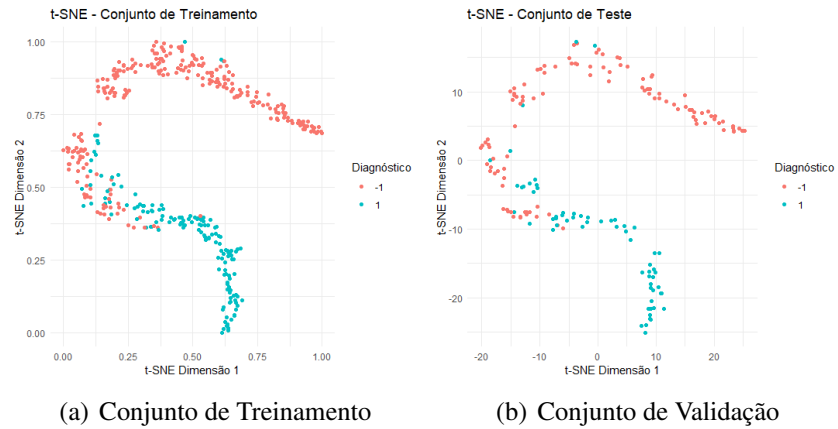 t-SNE - Conjunto de Treinamento
1.00
0.75
0.50
0.25
0.00
t-SNE Dimensão 2
0.00 0.25 0.50 0.75 1.00
t-SNE Dimensão 1
Diagnóstico
-1
1
(a) Conjunto de Treinamento
t-SNE - Conjunto de Teste
10
0
-10
-20
t-SNE Dimensão 2
-20 -10 0 10 20
t-SNE Dimensão 1
Diagnóstico
-1
1
(b) Conjunto de Validação